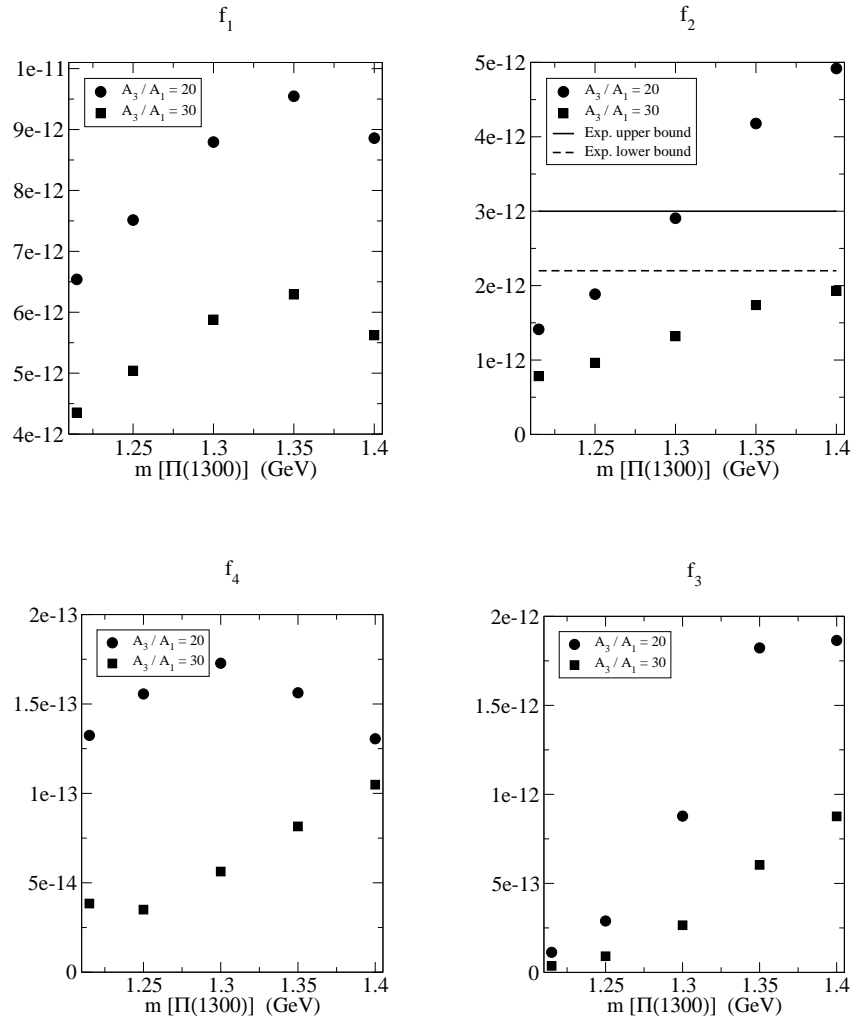 f₁
1e-11
9e-12
8e-12
7e-12
6e-12
5e-12
4e-12
A₃ / A₁ = 20
A₃ / A₁ = 30
1.25 1.3 1.35 1.4
m [Π(1300)] (GeV)
f₂
5e-12
4e-12
3e-12
2e-12
1e-12
0
A₃ / A₁ = 20
A₃ / A₁ = 30
Exp. upper bound
Exp. lower bound
1.25 1.3 1.35 1.4
m [Π(1300)] (GeV)
f₄
2e-13
1.5e-13
1e-13
5e-14
0
A₃ / A₁ = 20
A₃ / A₁ = 30
1.25 1.3 1.35 1.4
m [Π(1300)] (GeV)
f₃
2e-12
1.5e-12
1e-12
5e-13
0
A₃ / A₁ = 20
A₃ / A₁ = 30
1.25 1.3 1.35 1.4
m [Π(1300)] (GeV)